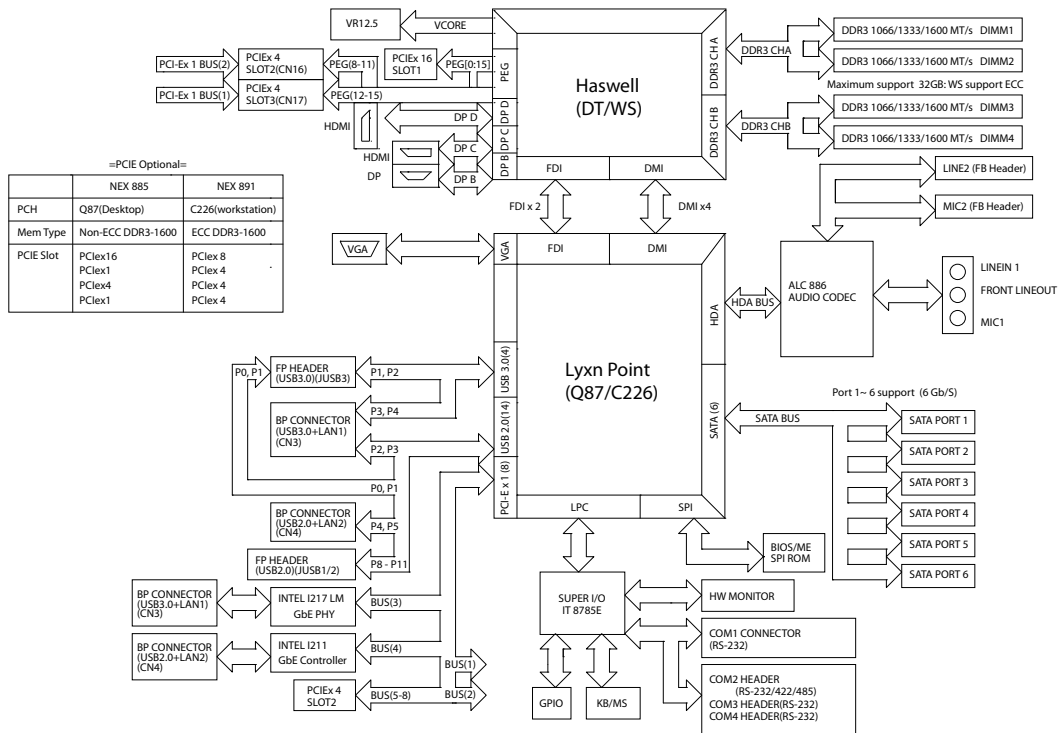 VR12.5
VCORE
PCI-Ex 1 BUS(2)
PCIEx 4
SLOT2(CN16)
PEG(8-11)
PCIEx 16
SLOT1
PEG[0:15]
PCI-Ex 1 BUS(1)
PCIEx 4
SLOT3(CN17)
PEG(12-15)
HDMI
DP D
HDMI
DP C
DP
DP B
PEG
DP D
DP C
DP B
Haswell
(DT/WS)
FDI
DMI
DDR3 CH A
DDR3 CH B
DDR3 CHA
DDR3 1066/1333/1600 MT/s DIMM1
DDR3 1066/1333/1600 MT/s DIMM2
Maximum support 32GB: WS support ECC
DDR3 CHB
DDR3 1066/1333/1600 MT/s DIMM3
DDR3 1066/1333/1600 MT/s DIMM4
=PCIE Optional=
NEX 885 NEX 891
PCH Q87(Desktop) C226(workstation)
Mem Type Non-ECC DDR3-1600 ECC DDR3-1600
PCIE Slot PCIex16 PCIex 8
PCIex1 PCIex 4
PCIex4 PCIex 4
PCIex1 PCIex 4
FDI x 2
DMI x4
LINE2 (FB Header)
MIC2 (FB Header)
VGA
VGA
FDI
DMI
HDA
HDA BUS
ALC 886
AUDIO CODEC
LINEIN 1
FRONT LINEOUT
MIC1
Lyxn Point
(Q87/C226)
USB 3.0(4)
USB 2.0(14)
PCI-E x 1 (8)
SATA (6)
LPC
SPI
P0, P1
FP HEADER
(USB3.0)(JUSB3)
P1, P2
P3, P4
BP CONNECTOR
(USB3.0+LAN1)
(CN3)
P2, P3
P0, P1
BP CONNECTOR
(USB2.0+LAN2)
(CN4)
P4, P5
FP HEADER
(USB2.0)(JUSB1/2)
P8 - P11
BP CONNECTOR
(USB3.0+LAN1)
(CN3)
INTEL I217 LM
GbE PHY
BUS(3)
BP CONNECTOR
(USB2.0+LAN2)
(CN4)
INTEL I211
GbE Controller
BUS(4)
BUS(1)
PCIEx 4
SLOT2
BUS(5-8)
BUS(2)
Port 1~ 6 support (6 Gb/S)
SATA BUS
SATA PORT 1
SATA PORT 2
SATA PORT 3
SATA PORT 4
SATA PORT 5
SATA PORT 6
BIOS/ME
SPI ROM
SUPER I/O
IT 8785E
HW MONITOR
COM1 CONNECTOR
(RS-232)
COM2 HEADER
(RS-232/422/485)
COM3 HEADER(RS-232)
COM4 HEADER(RS-232)
GPIO
KB/MS